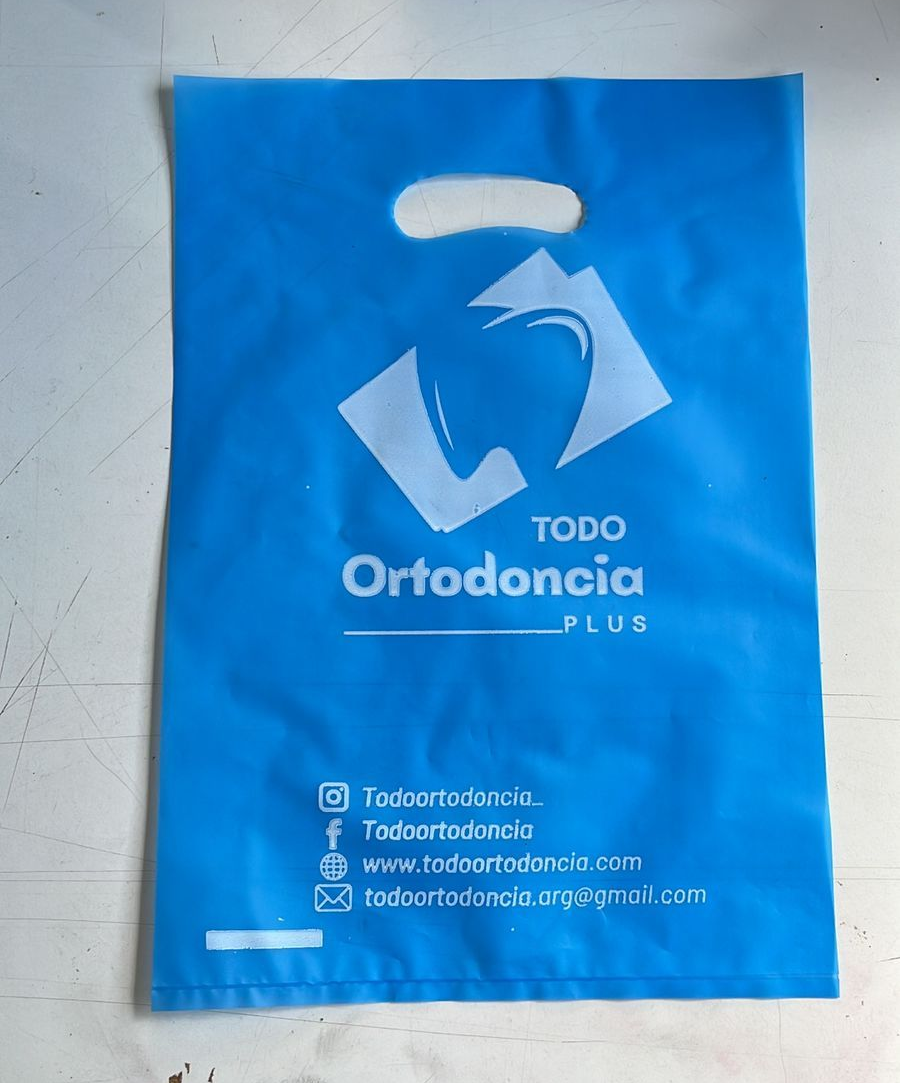 TODO
Ortodoncia
PLUS
Todoortodoncia_
Todoortodoncia
www.todoortodoncia.com
todoortodoncia.arg@gmail.com